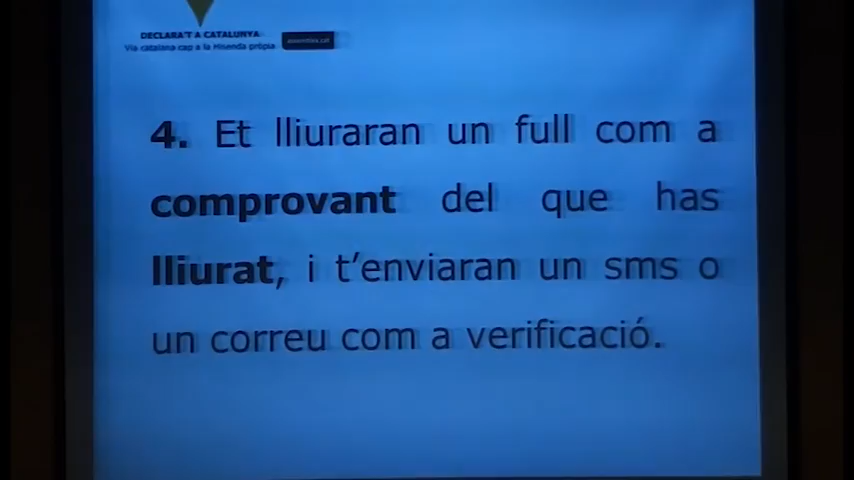 DECLARA'T A CATALUNYA
Via catalana cap a la Hisenda pròpia
4. Et lliuraran un full com a
comprovant del que has
lliurat, i t'enviaran un sms o
un correu com a verificació.